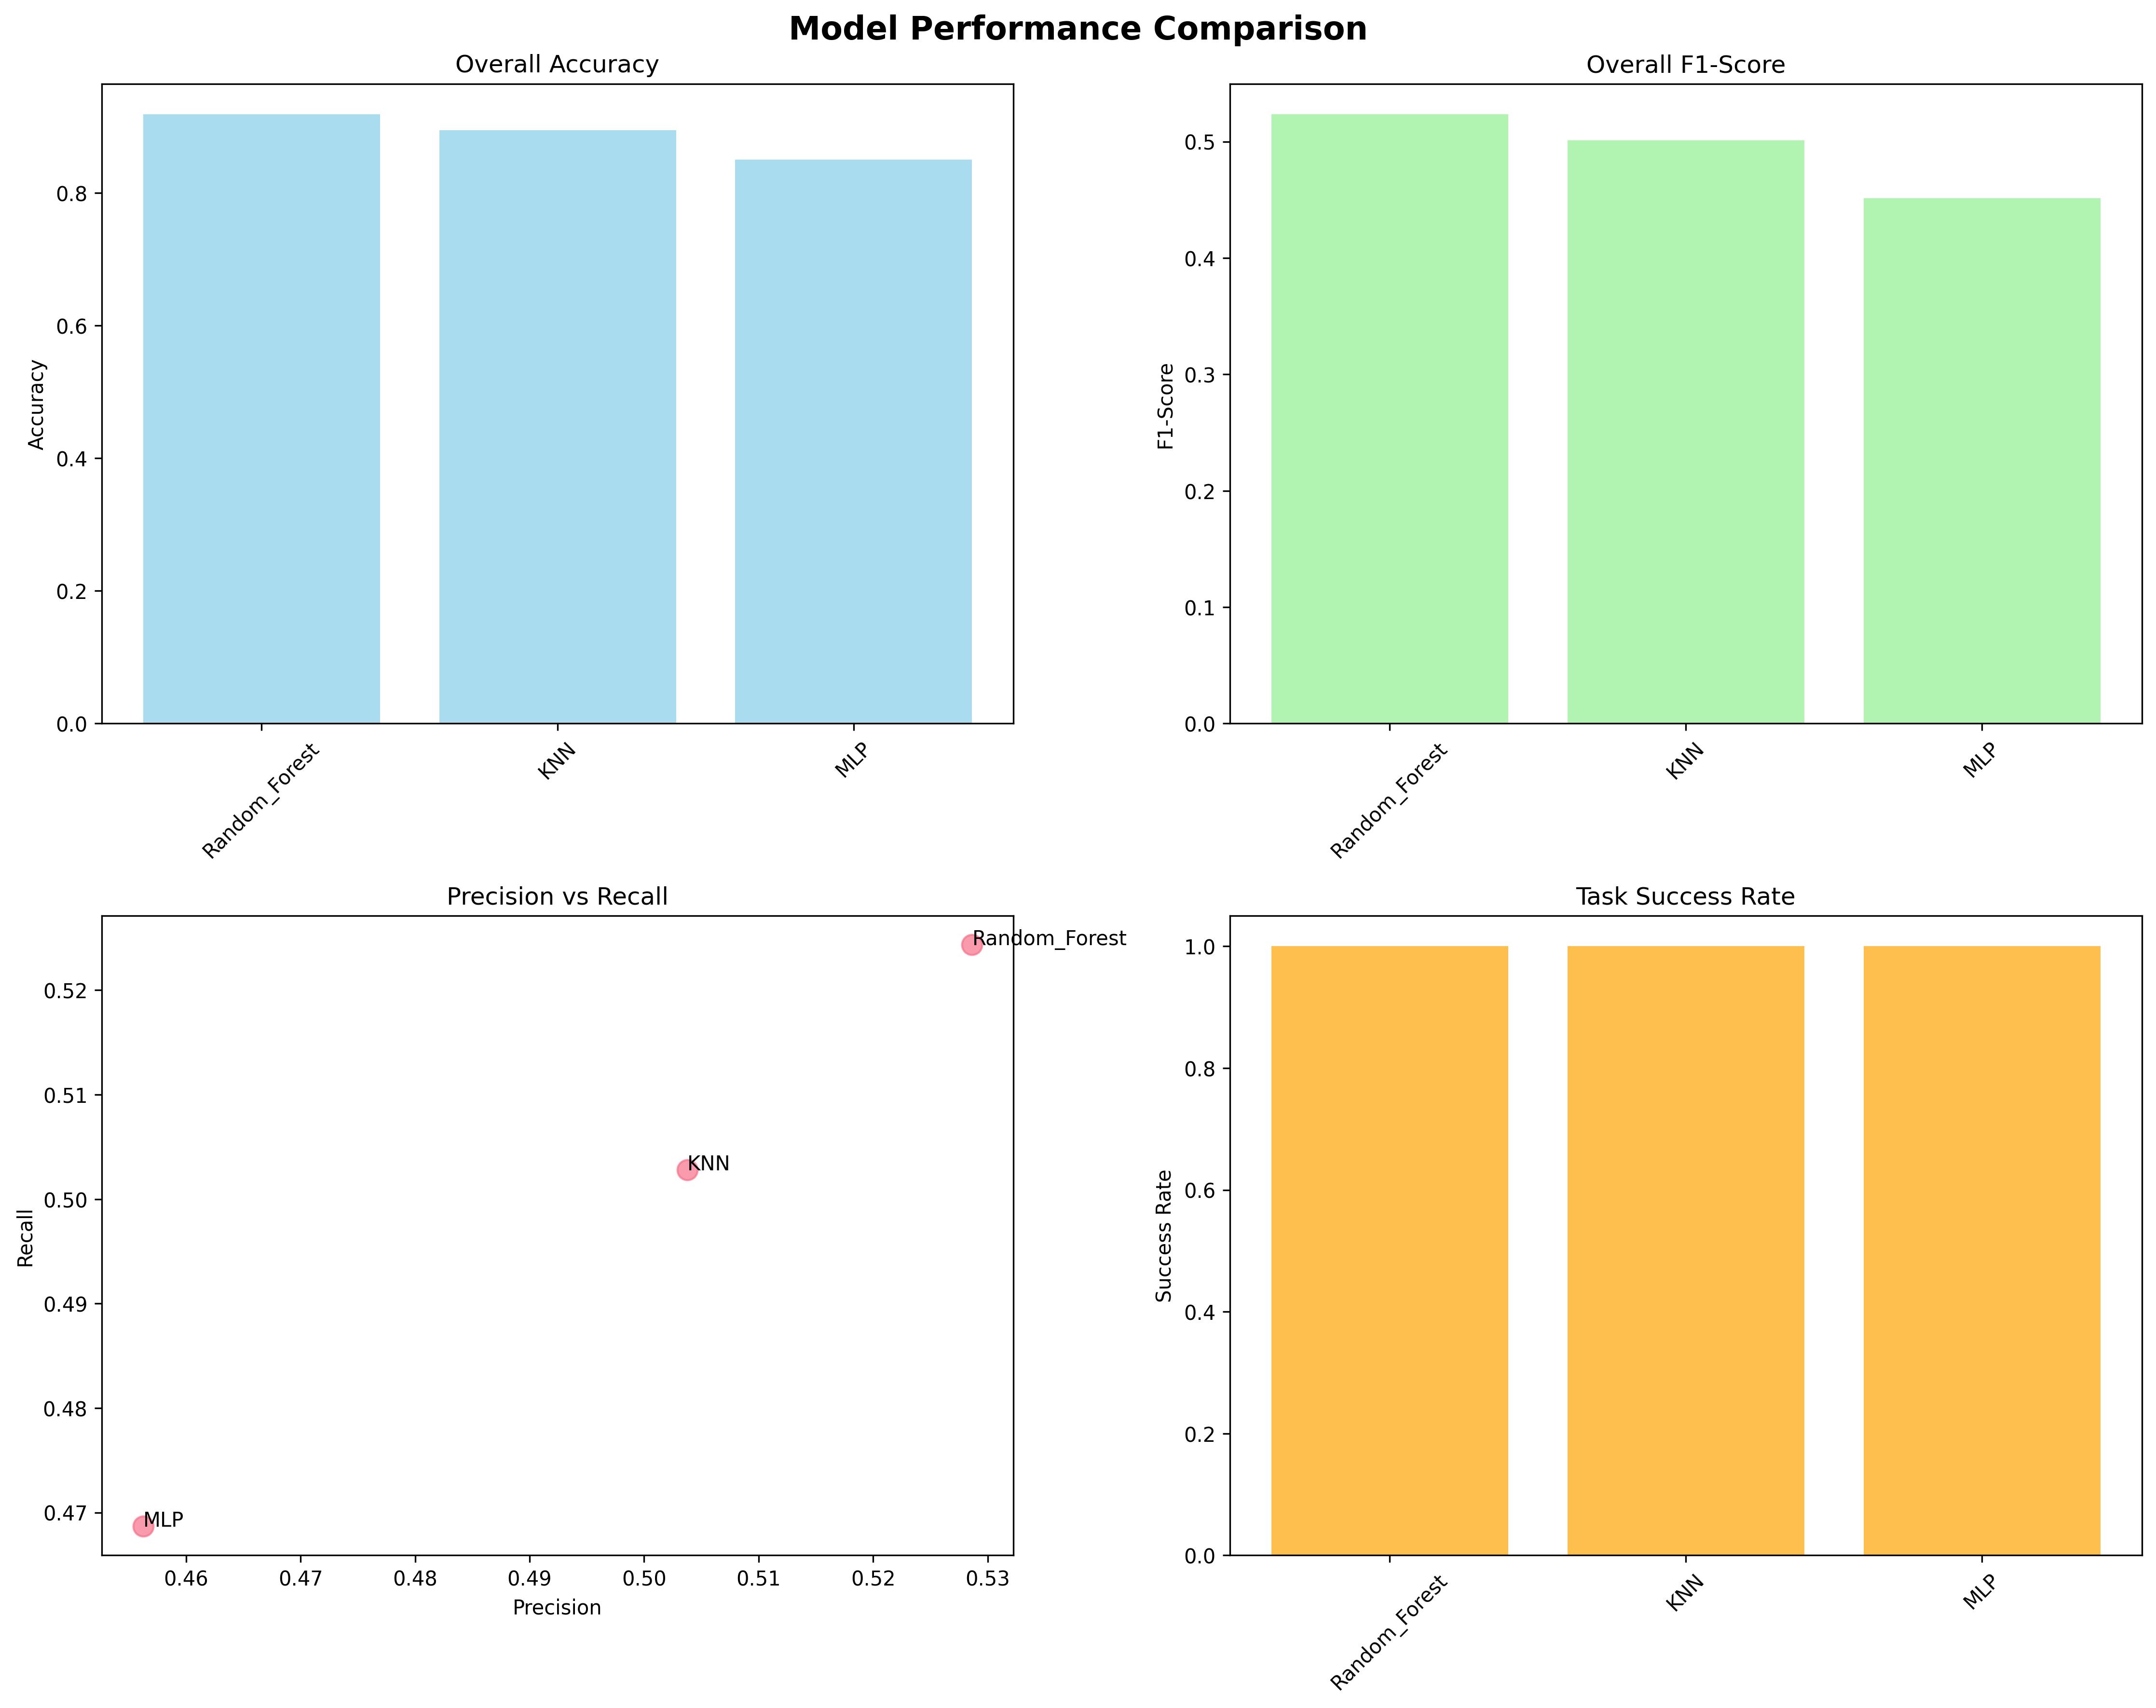 Model Performance Comparison
Overall Accuracy
Accuracy
0.8
0.6
0.4
0.2
0.0
Random_Forest
KNN
MLP
Overall F1-Score
F1-Score
0.5
0.4
0.3
0.2
0.1
0.0
Random_Forest
KNN
MLP
Precision vs Recall
Recall
0.52
0.51
0.50
0.49
0.48
0.47
Random_Forest
KNN
MLP
0.46
0.47
0.48
0.49
0.50
0.51
0.52
0.53
Precision
Task Success Rate
Success Rate
1.0
0.8
0.6
0.4
0.2
0.0
Random_Forest
KNN
MLP